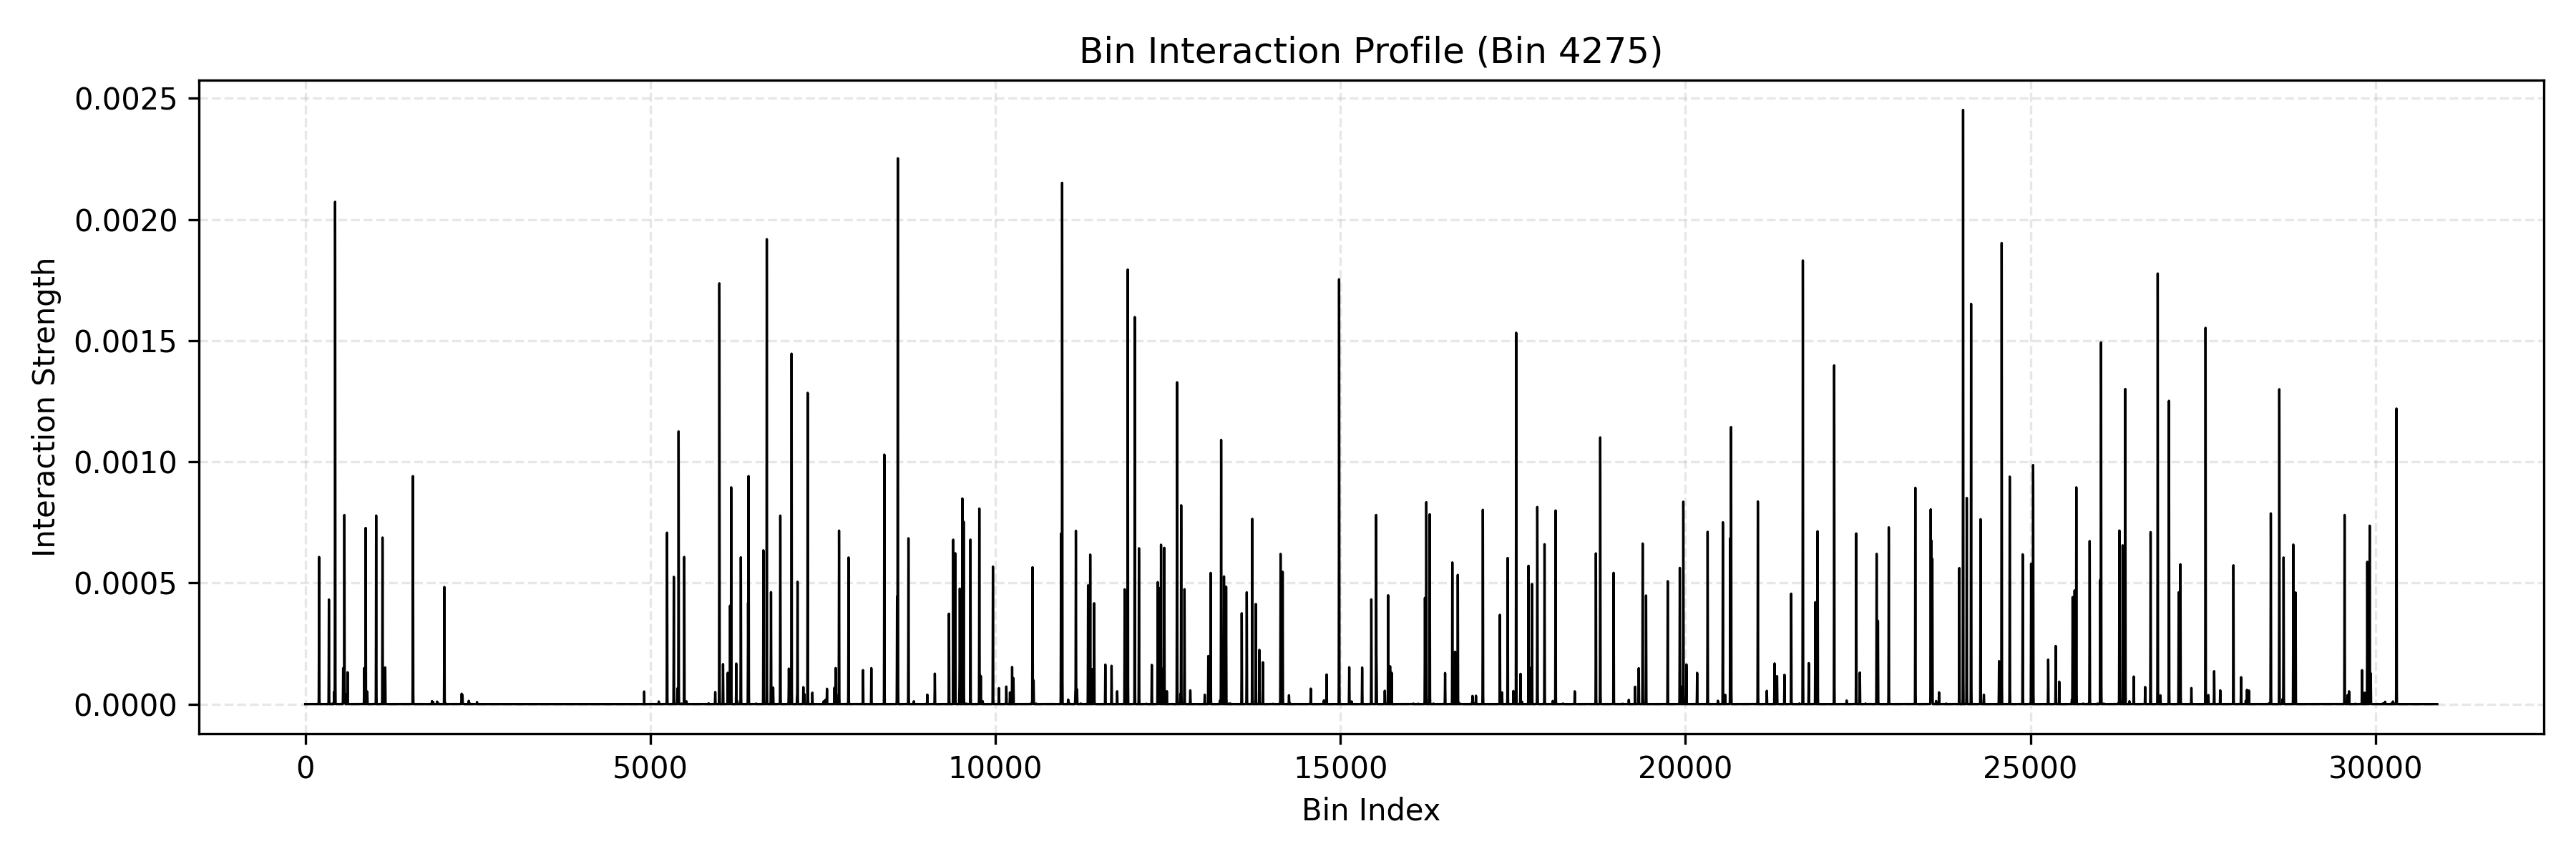 Bin Interaction Profile (Bin 4275)
Interaction Strength
0.0025
0.0020
0.0015
0.0010
0.0005
0.0000
0 5000 10000 15000 20000 25000 30000
Bin Index